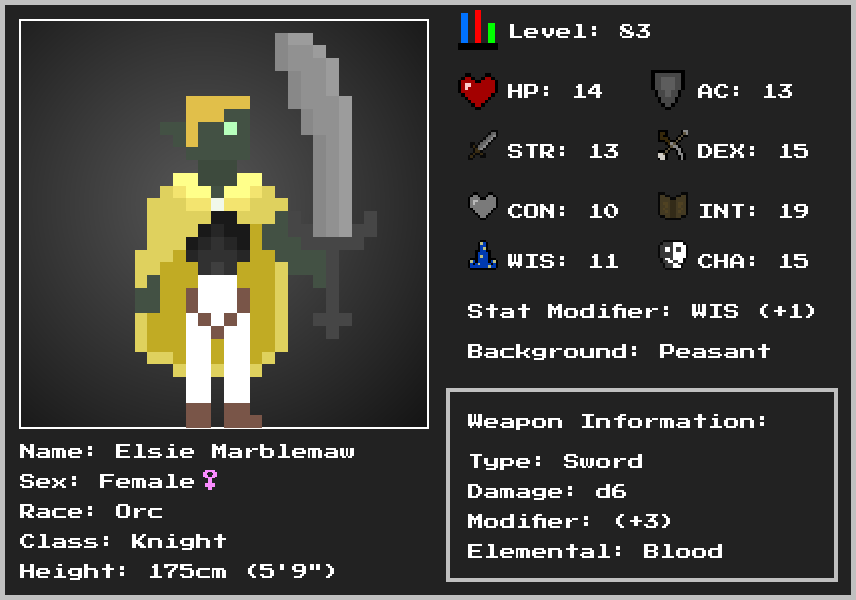 Level: 83
HP: 14
AC: 13
STR: 13
DEX: 15
CON: 10
INT: 19
WIS: 11
CHA: 15
Stat Modifier: WIS (+1)
Background: Peasant
Weapon Information:
Type: Sword
Damage: d6
Modifier: (+3)
Elemental: Blood
Name: Elsie Marblemaw
Sex: Female♀
Race: Orc
Class: Knight
Height: 175cm (5'9")